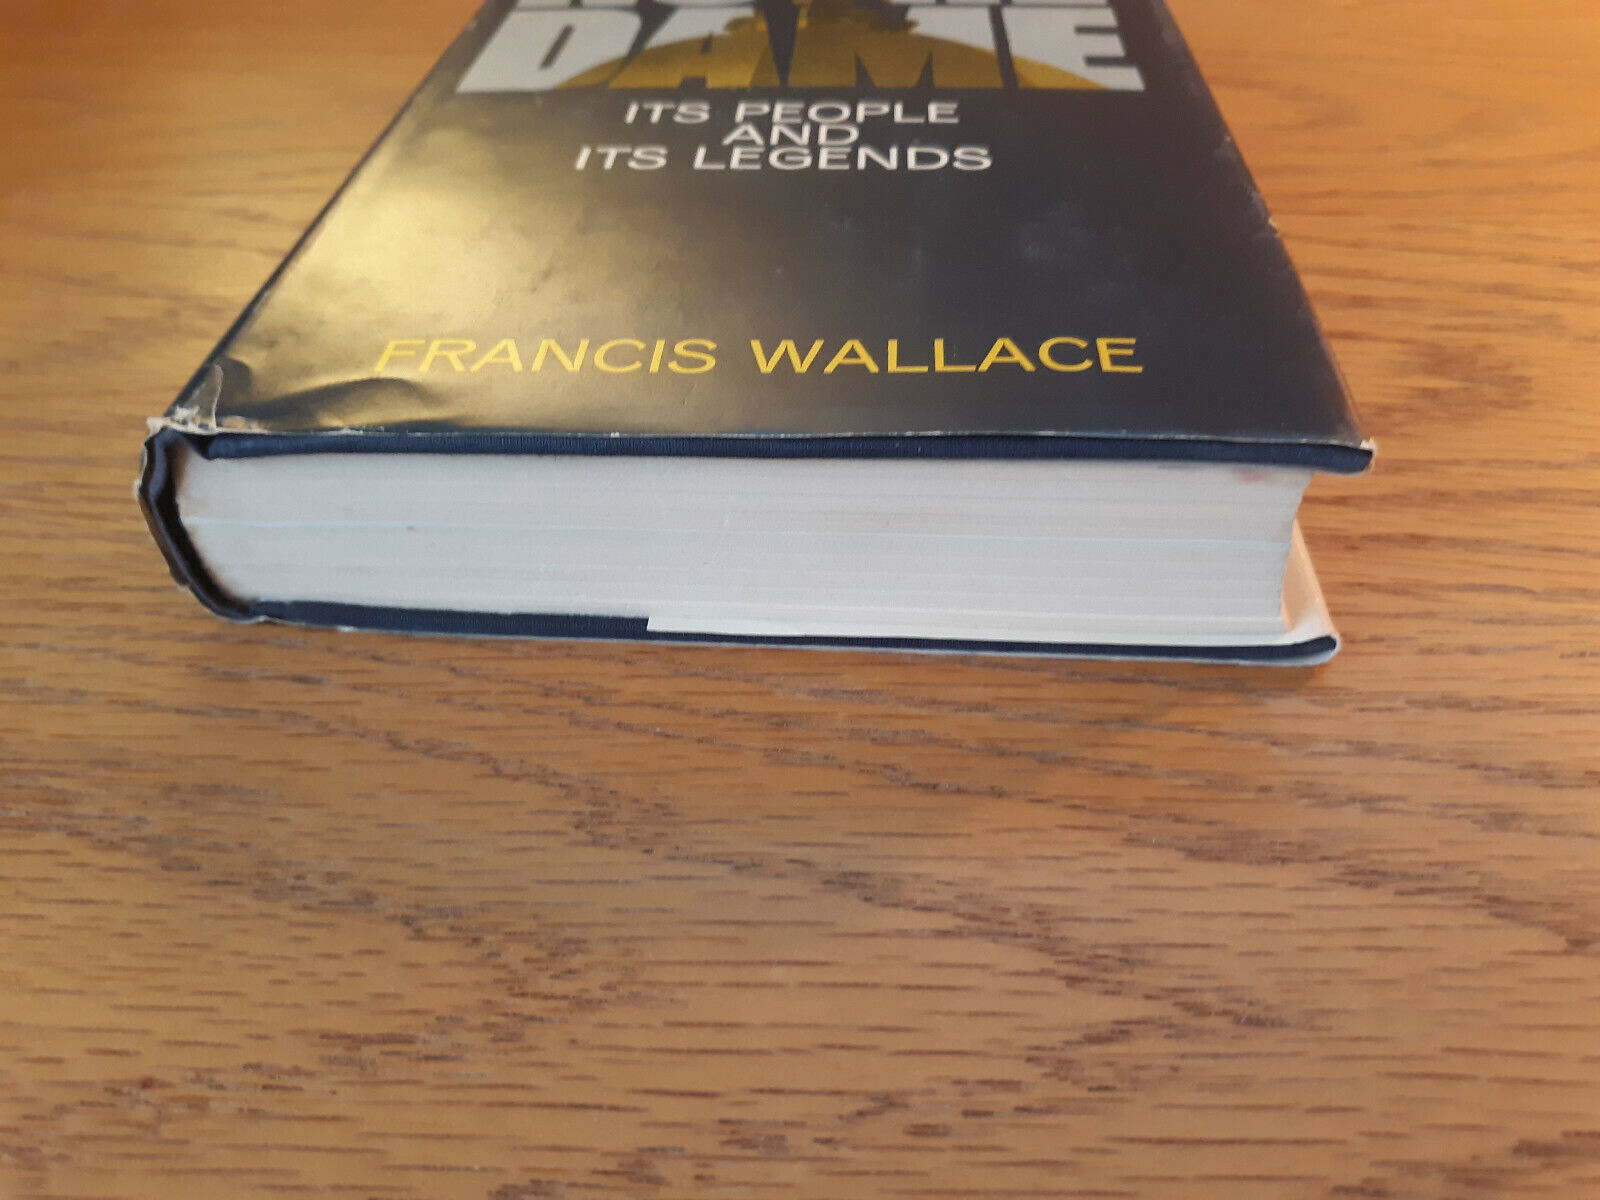 DAME
ITS PEOPLE
AND
ITS LEGENDS
FRANCIS WALLACE